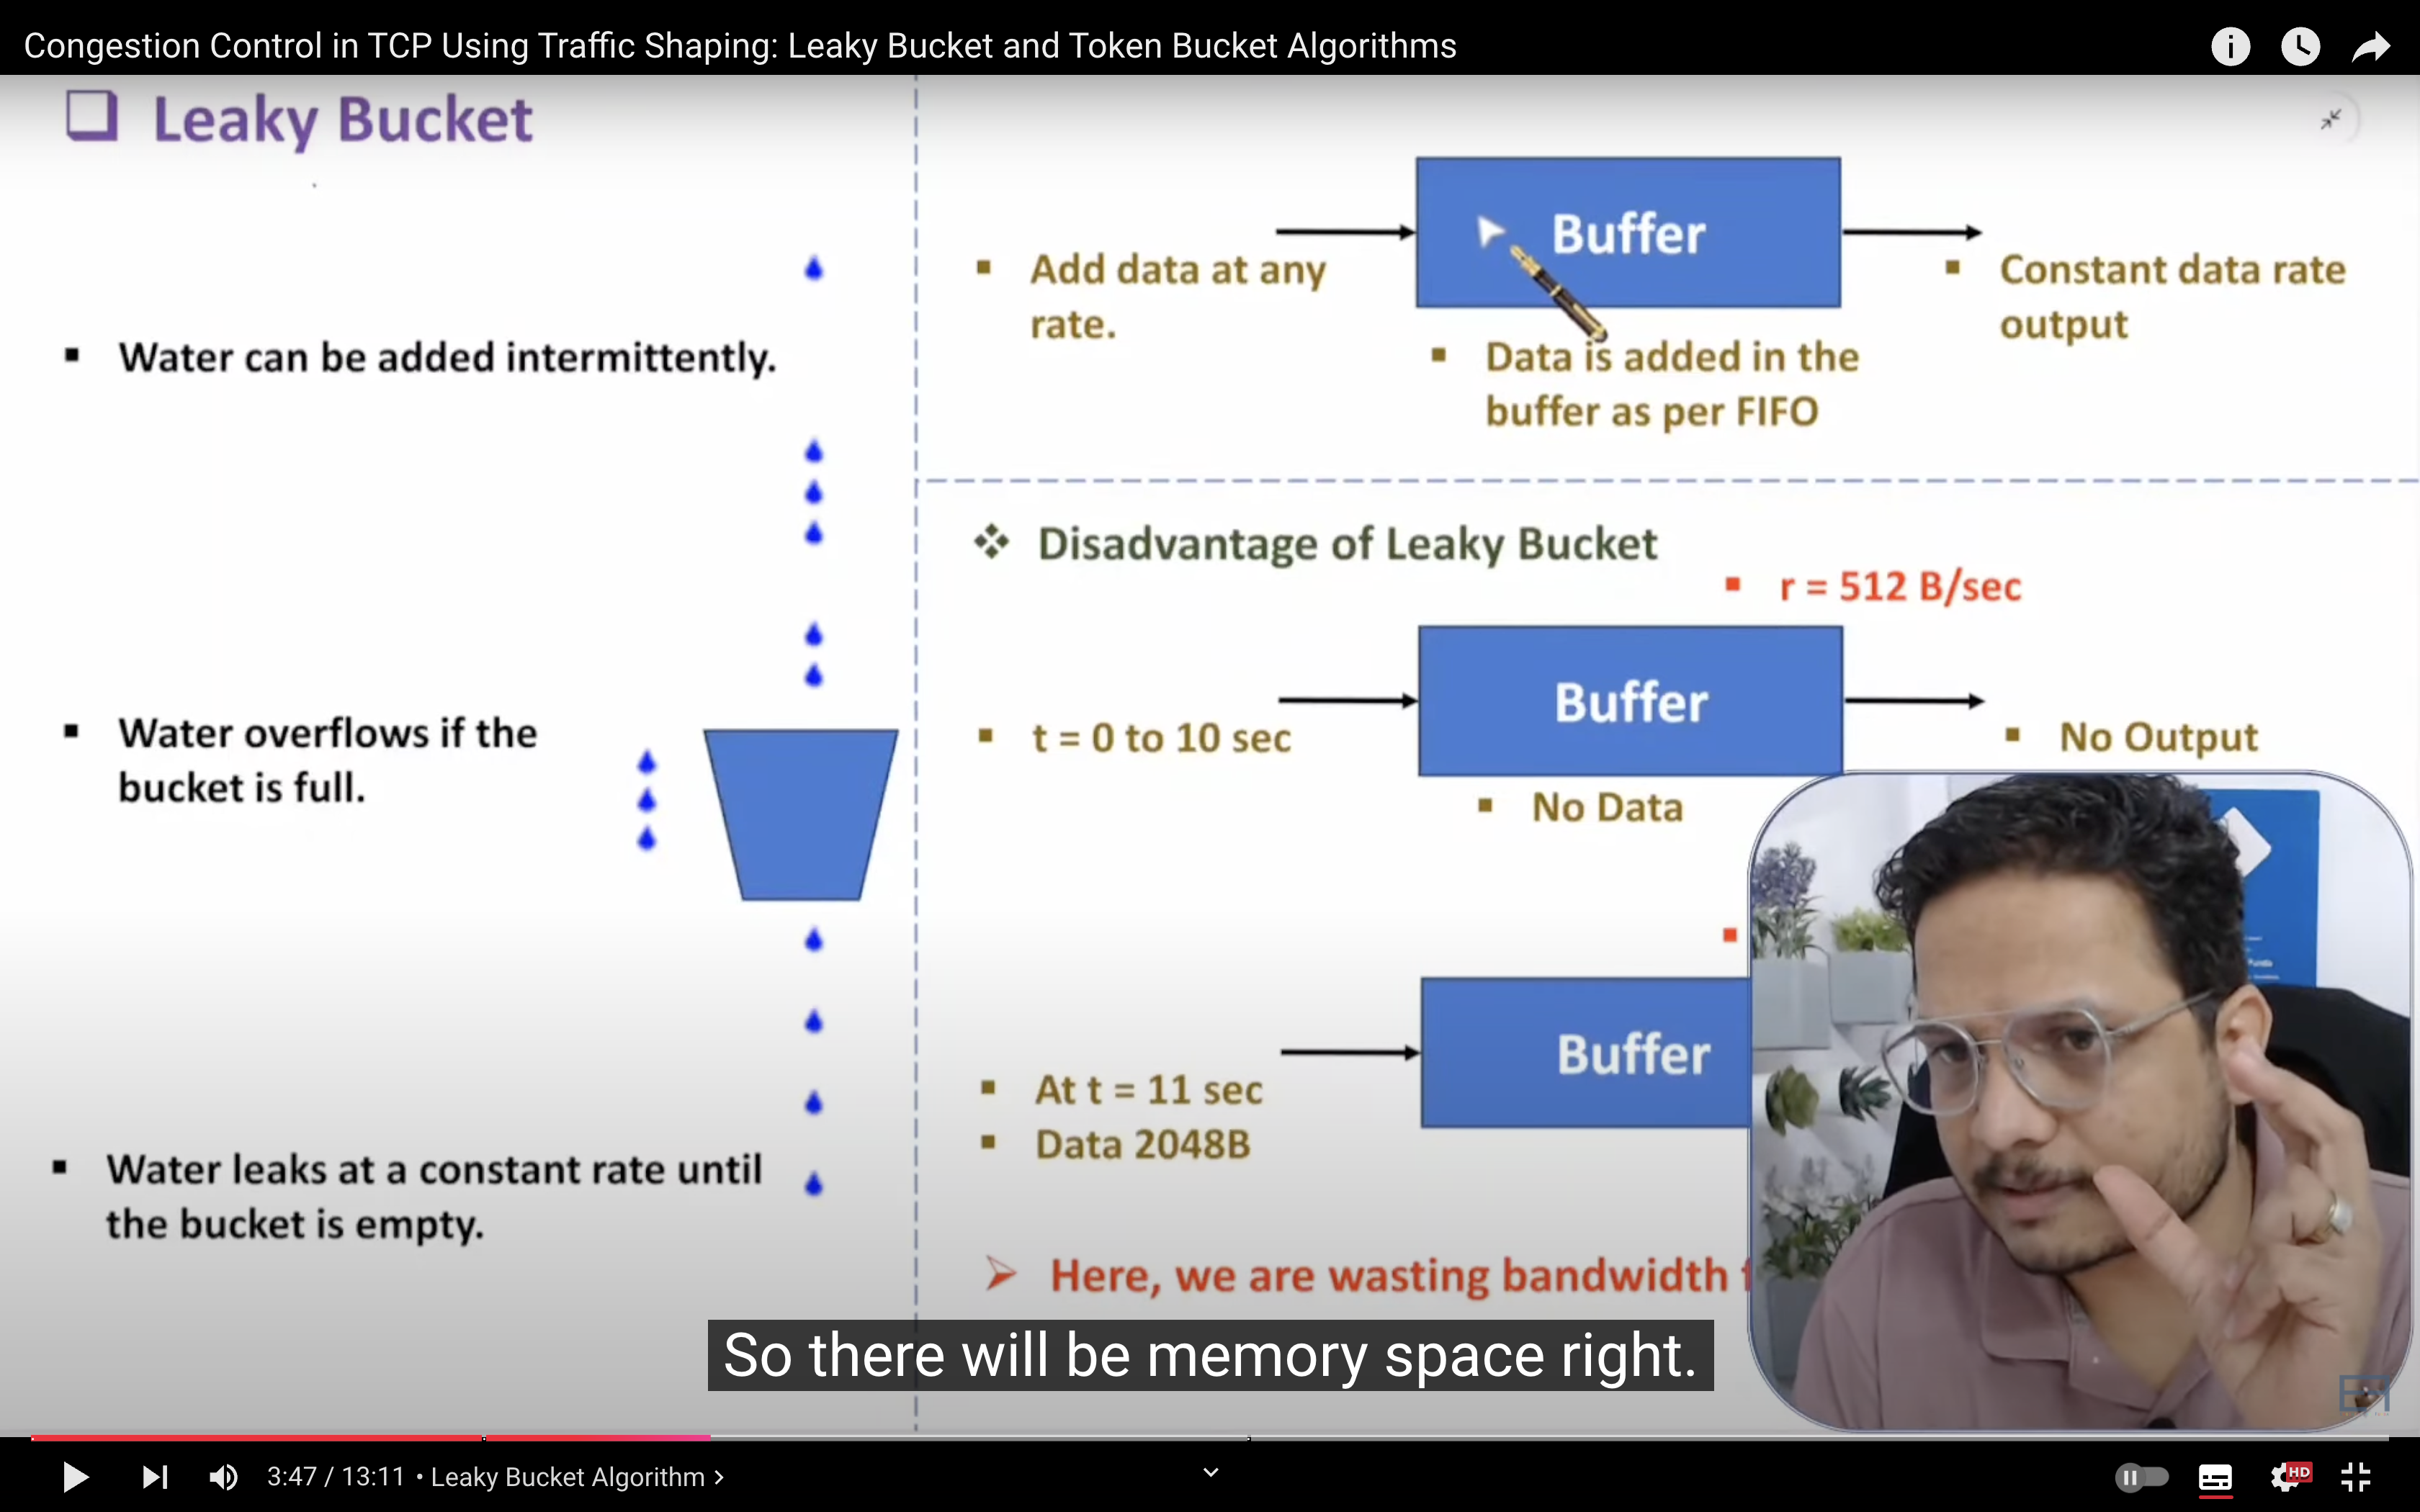 Congestion Control in TCP Using Traffic Shaping: Leaky Bucket and Token Bucket Algorithms
Leaky Bucket
Water can be added intermittently.
Water overflows if the
bucket is full.
Water leaks at a constant rate until
the bucket is empty.
Add data at any
rate.
Buffer
Data is added in the
buffer as per FIFO
Constant data rate
output
Disadvantage of Leaky Bucket
r = 512 B/sec
t = 0 to 10 sec
Buffer
No Data
No Output
At t = 11 sec
Data 2048B
Buffer
Here, we are wasting bandwidth
So there will be memory space right.
3:47 / 13:11 • Leaky Bucket Algorithm
HD